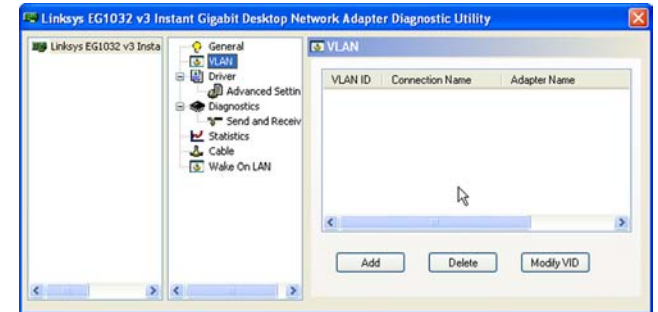 Linksys EG1032 v3 Instant Gigabit Desktop Network Adapter Diagnostic Utility
Linksys EG1032 v3 Insta
General
VLAN
Driver
Advanced Settin
Diagnostics
Send and Receiv
Statistics
Cable
Wake On LAN
VLAN
VLAN ID Connection Name Adapter Name
Add Delete Modify VID